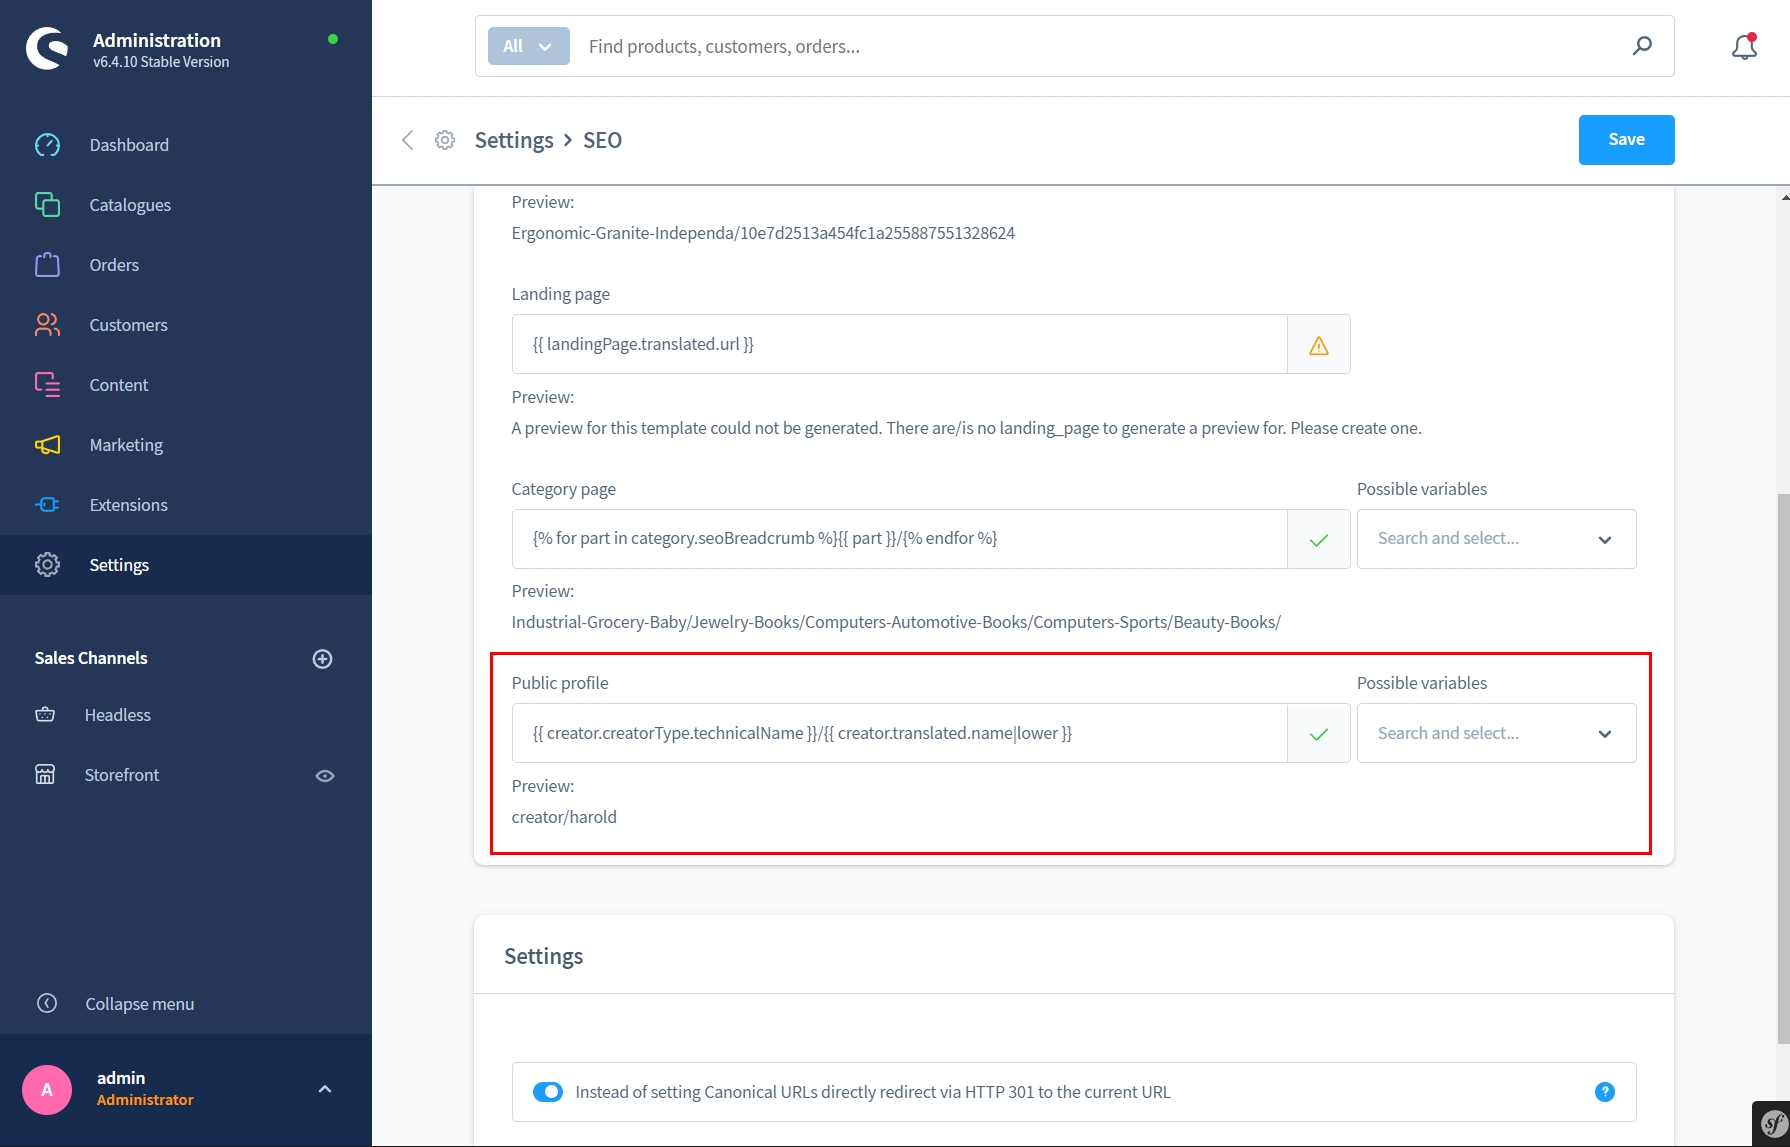 Administration
v6.4.10 Stable Version
Dashboard
Catalogues
Orders
Customers
Content
Marketing
Extensions
Settings
Sales Channels
Headless
Storefront
Collapse menu
A
admin
Administrator
All
Find products, customers, orders...
Settings > SEO
Save
Preview:
Ergonomic-Granite-Independa/10e7d2513a454fc1a255887551328624
Landing page
{{ landingPage.translated.url }}
Preview:
A preview for this template could not be generated. There are/is no landing_page to generate a preview for. Please create one.
Category page
Possible variables
{% for part in category.seoBreadcrumb %}{{ part }}/{% endfor %}
Search and select...
Preview:
Industrial-Grocery-Baby/Jewelry-Books/Computers-Automotive-Books/Computers-Sports/Beauty-Books/
Public profile
Possible variables
{{ creator.creatorType.technicalName }}/{{ creator.translated.name|lower }}
Search and select...
Preview:
creator/harold
Settings
Instead of setting Canonical URLs directly redirect via HTTP 301 to the current URL
?
sf